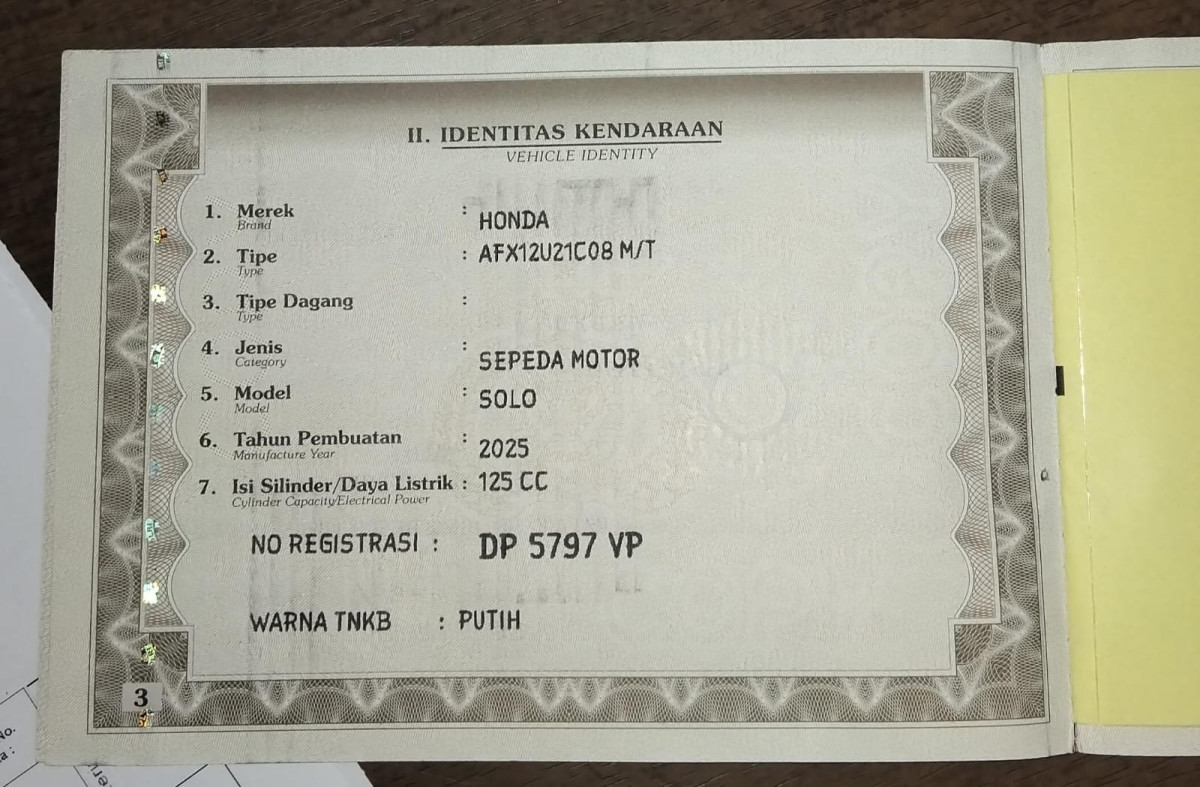 II. IDENTITAS KENDARAAN
VEHICLE IDENTITY
1. Merek : HONDA
Brand
2. Tipe : AFX12U21C08 M/T
Type
3. Tipe Dagang :
Type
4. Jenis : SEPEDA MOTOR
Category
5. Model : SOLO
Model
6. Tahun Pembuatan : 2025
Manufacture Year
7. Isi Silinder/Daya Listrik : 125 CC
Cylinder Capacity/Electrical Power
NO REGISTRASI : DP 5797 VP
WARNA TNKB : PUTIH
3
No.